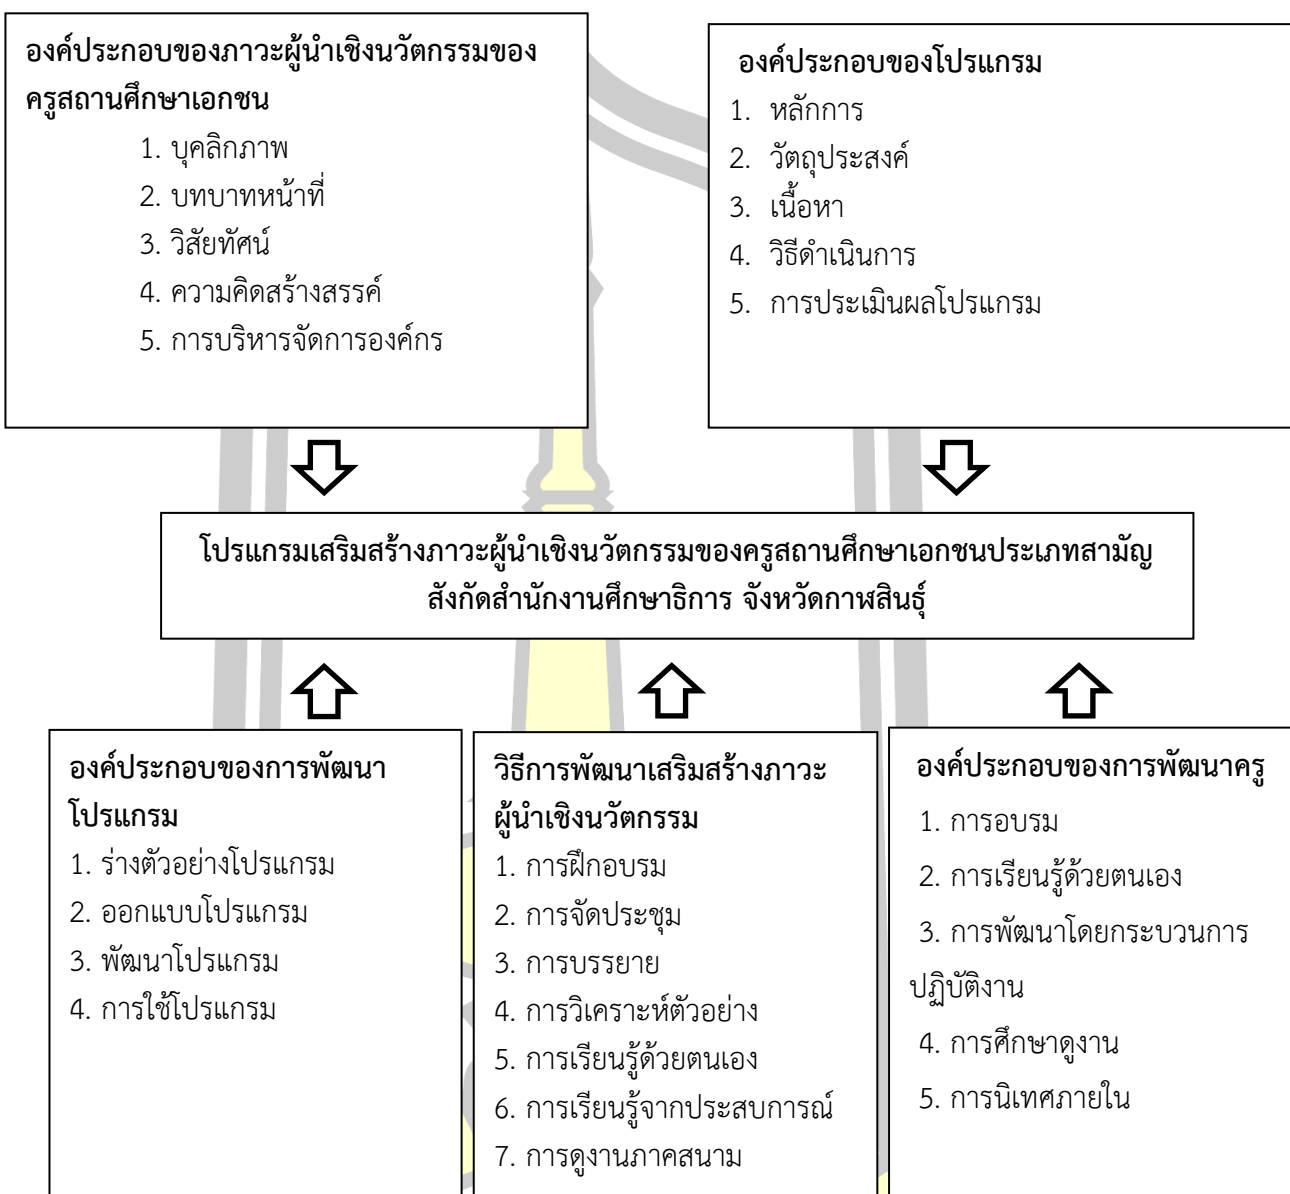 องค์ประกอบของภาวะผู้นำเชิงนวัตกรรมของ
ครูสถานศึกษาเอกชน
1. บุคลิกภาพ
2. บทบาทหน้าที่
3. วิสัยทัศน์
4. ความคิดสร้างสรรค์
5. การบริหารจัดการองค์กร
องค์ประกอบของโปรแกรม
1. หลักการ
2. วัตถุประสงค์
3. เนื้อหา
4. วิธีดำเนินการ
5. การประเมินผลโปรแกรม
โปรแกรมเสริมสร้างภาวะผู้นำเชิงนวัตกรรมของครูสถานศึกษาเอกชนประเภทสามัญ
สังกัดสำนักงานศึกษาธิการ จังหวัดกาฬสินธุ์
องค์ประกอบของการพัฒนา
โปรแกรม
1. ร่างตัวอย่างโปรแกรม
2. ออกแบบโปรแกรม
3. พัฒนาโปรแกรม
4. การใช้โปรแกรม
วิธีการพัฒนาเสริมสร้างภาวะ
ผู้นำเชิงนวัตกรรม
1. การฝึกอบรม
2. การจัดประชุม
3. การบรรยาย
4. การวิเคราะห์ตัวอย่าง
5. การเรียนรู้ด้วยตนเอง
6. การเรียนรู้จากประสบการณ์
7. การดูงานภาคสนาม
องค์ประกอบของการพัฒนาครู
1. การอบรม
2. การเรียนรู้ด้วยตนเอง
3. การพัฒนาโดยกระบวนการ
ปฏิบัติงาน
4. การศึกษาดูงาน
5. การนิเทศภายใน